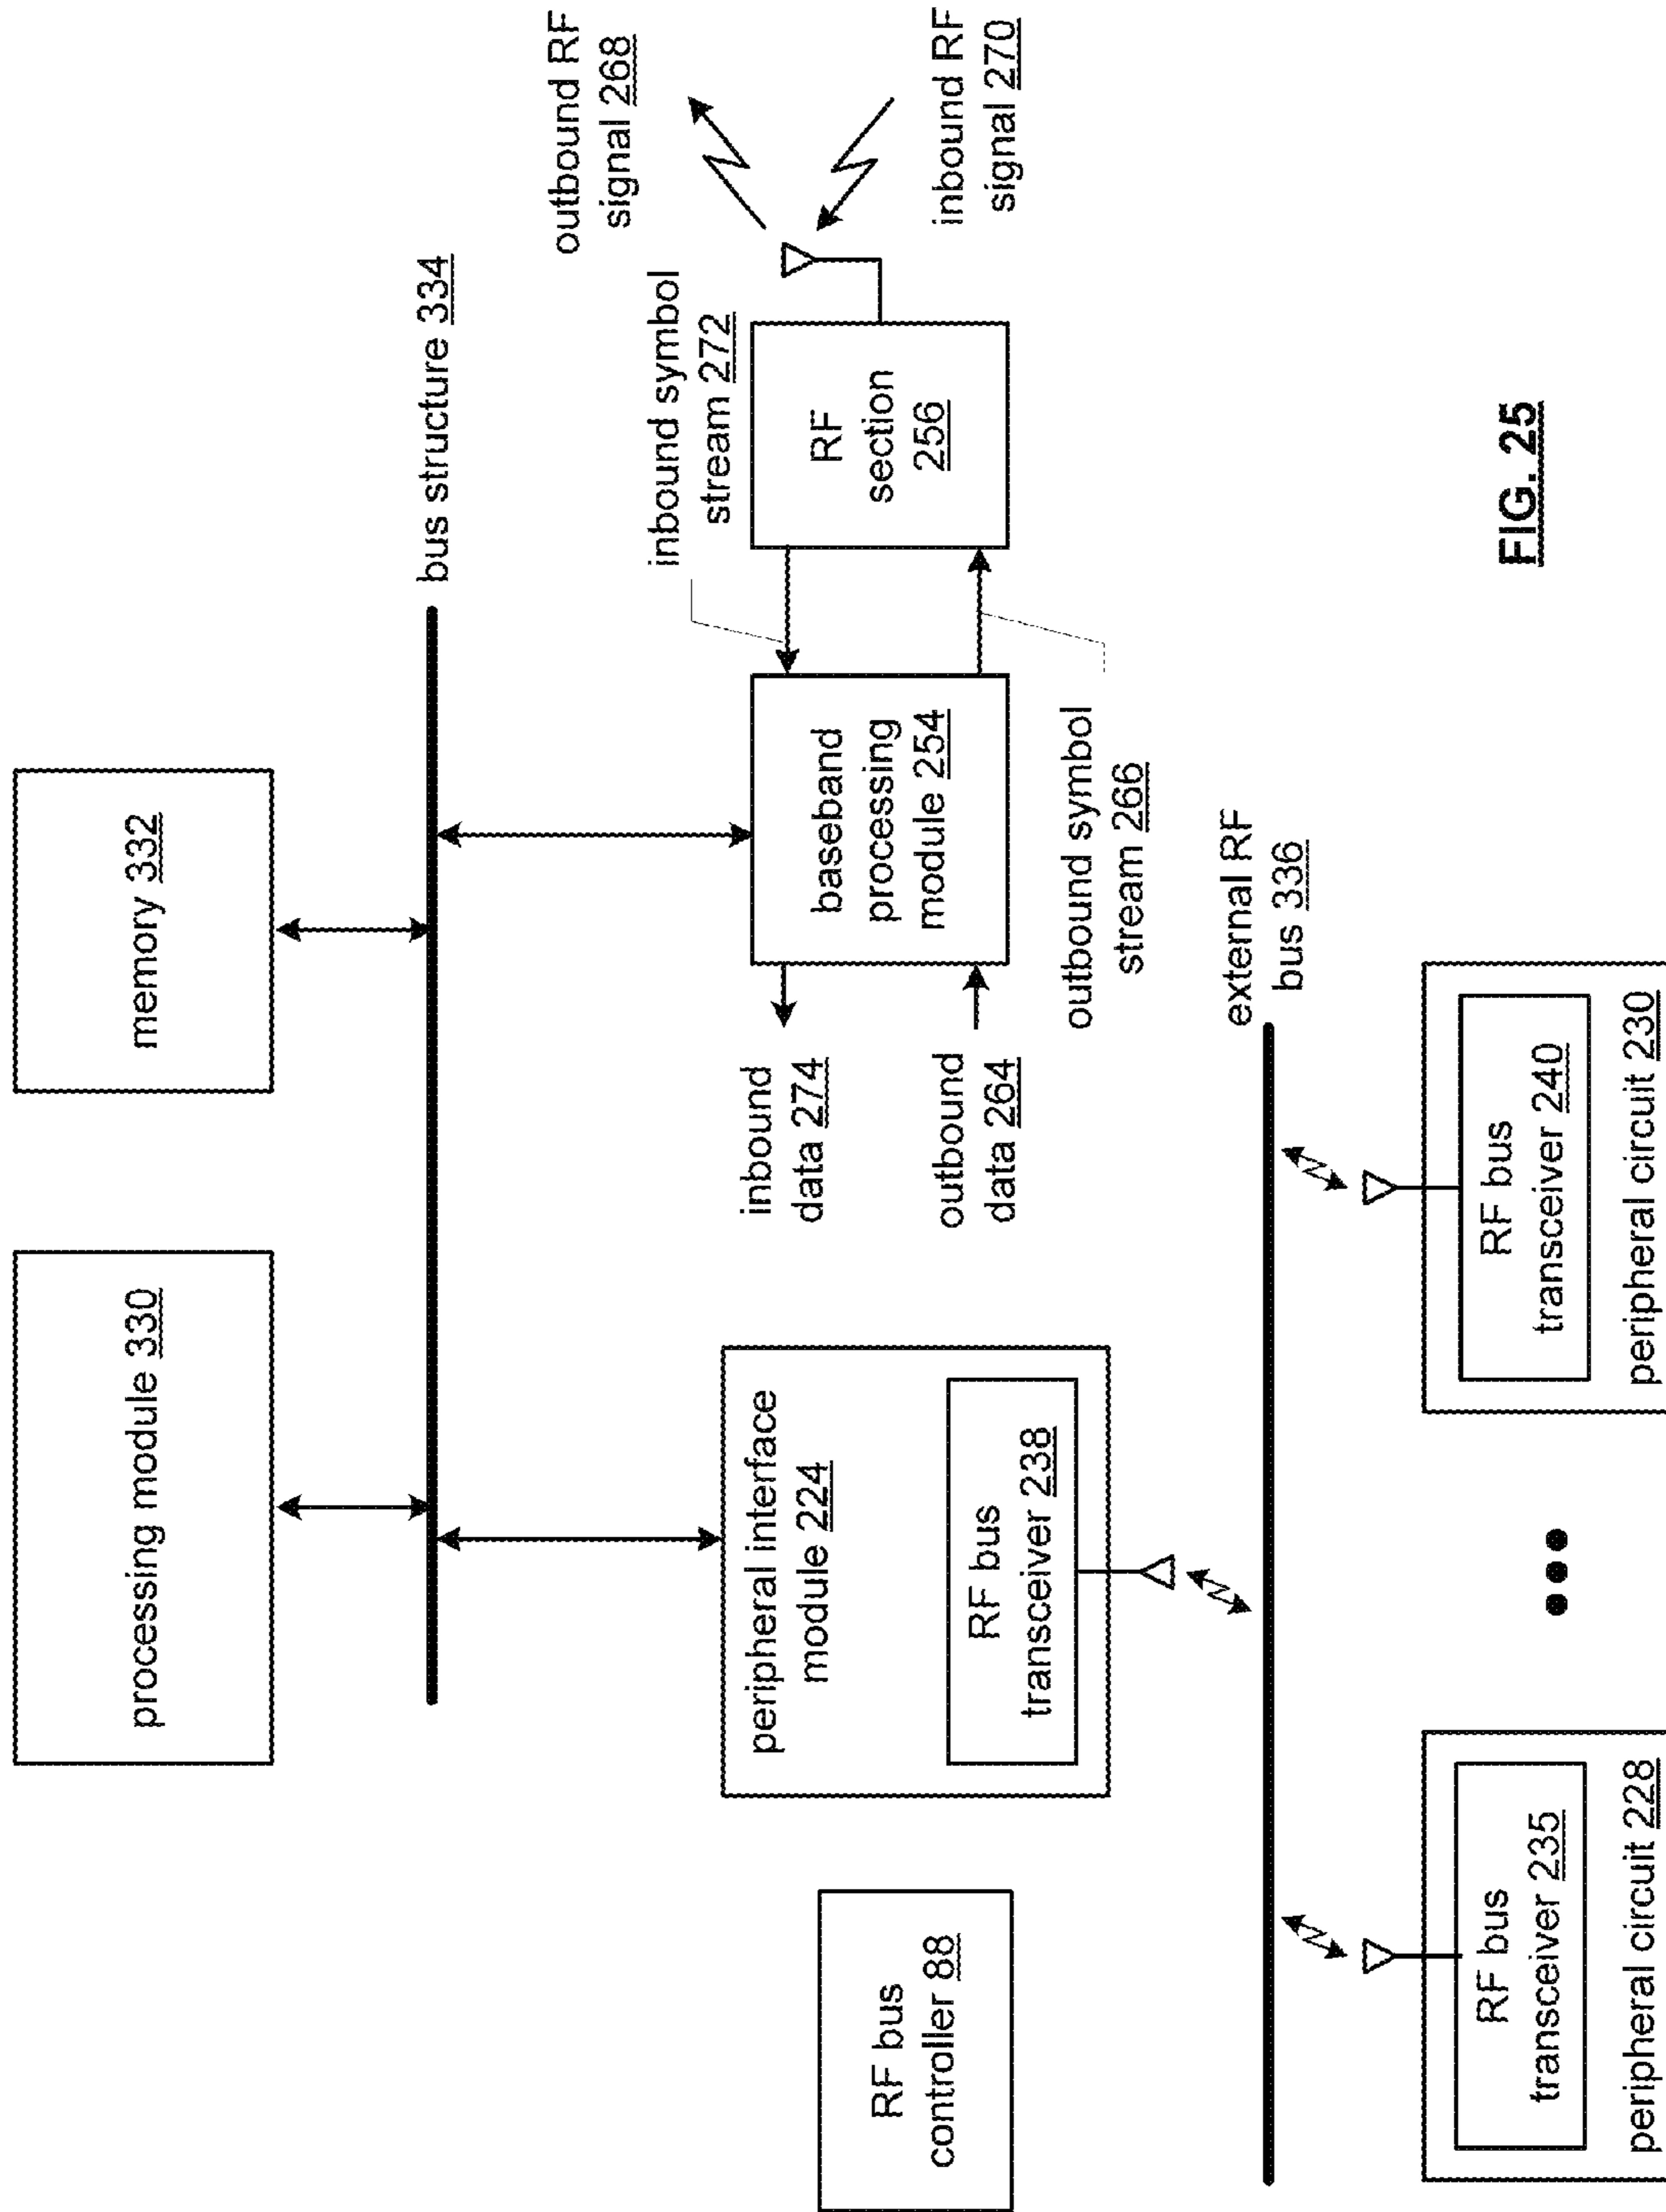 processing module 330
memory 332
bus structure 334
outbound RF
signal 268
inbound RF
signal 270
inbound symbol
stream 272
RF
section
256
baseband
processing
module 254
inbound
data 274
outbound
data 264
outbound symbol
stream 266
peripheral interface
module 224
RF bus
transceiver 238
RF bus
controller 88
external RF
bus 336
RF bus
transceiver 235
peripheral circuit 228
RF bus
transceiver 240
peripheral circuit 230
FIG. 25